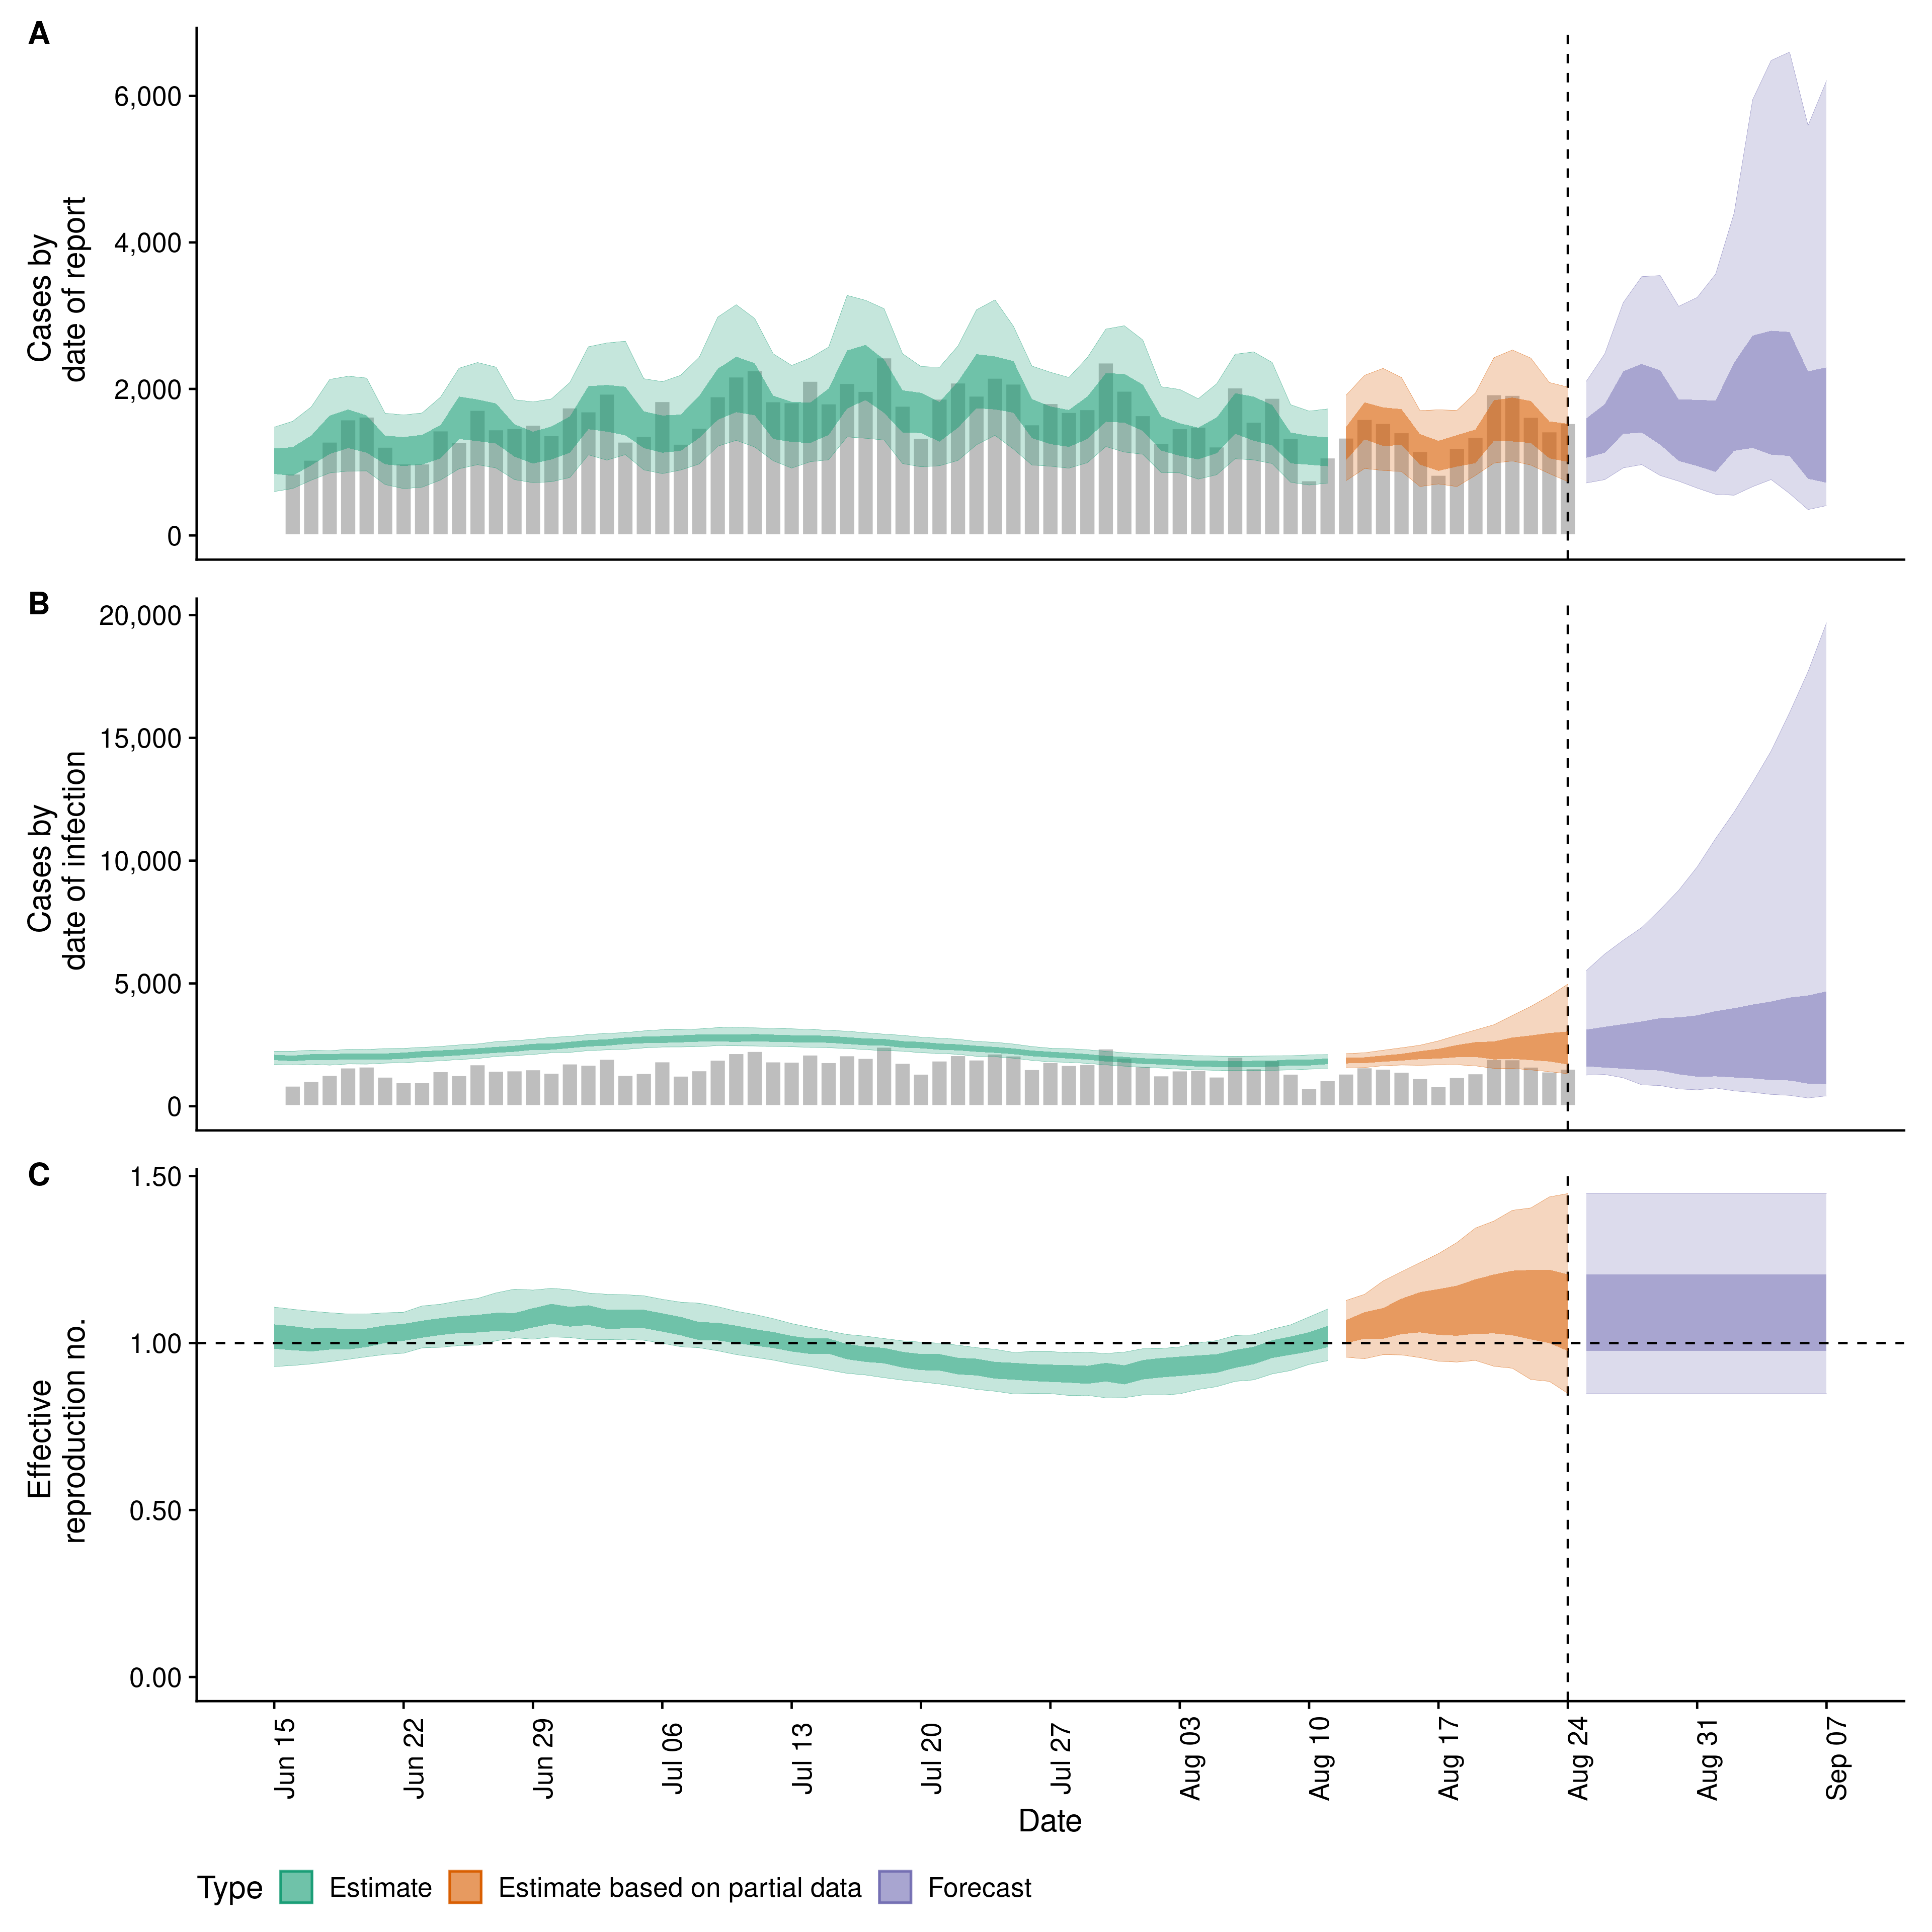 A
Cases by
date of report
6,000
4,000
2,000
0
B
Cases by
date of infection
20,000
15,000
10,000
5,000
0
C
Effective
reproduction no.
1.50
1.00
0.50
0.00
Jun 15
Jun 22
Jun 29
Jul 06
Jul 13
Jul 20
Jul 27
Aug 03
Aug 10
Aug 17
Aug 24
Aug 31
Sep 07
Date
Type Estimate Estimate based on partial data Forecast